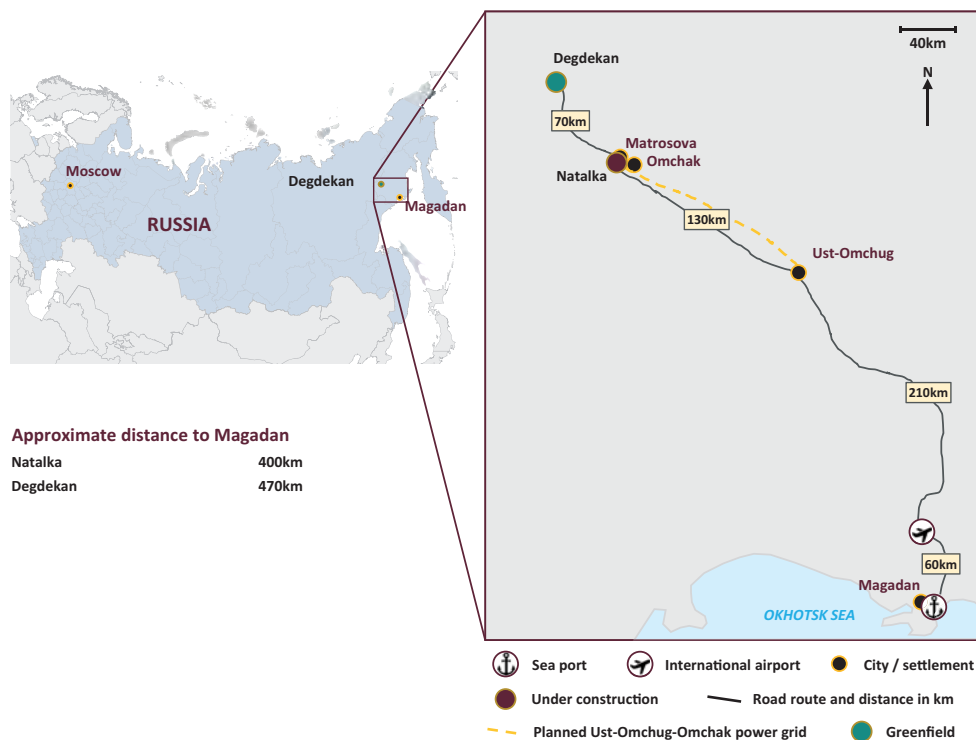 Moscow
RUSSIA
Degdekan
Magadan
Approximate distance to Magadan
Natalka 400km
Degdekan 470km
40km
N
Degdekan
70km
Matrosova
Omchak
Natalka
130km
Ust-Omchug
210km
60km
Magadan
OKHOTSK SEA
Sea port
International airport
City / settlement
Under construction
Road route and distance in km
Planned Ust-Omchug-Omchak power grid
Greenfield